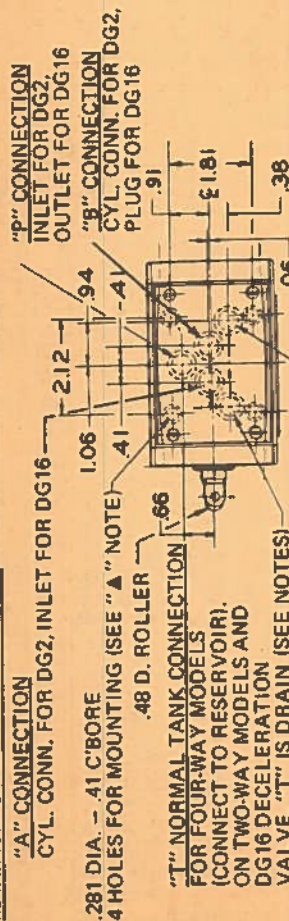 "A" CONNECTION
CYL. CONN. FOR DG2, INLET FOR DG16
"P" CONNECTION
INLET FOR DG2,
OUTLET FOR DG16
"B" CONNECTION
CYL. CONN. FOR DG2,
PLUG FOR DG16
2.12
1.06
.94
.41
.41
.91
℄ 1.81
.38
.06
.281 DIA. – .41 C'BORE
4 HOLES FOR MOUNTING (SEE "▲" NOTE)
.48 D. ROLLER
.66
"T" NORMAL TANK CONNECTION
FOR FOUR-WAY MODELS
(CONNECT TO RESERVOIR).
ON TWO-WAY MODELS AND
DG16 DECELERATION
VALVE "T" IS DRAIN (SEE NOTES)